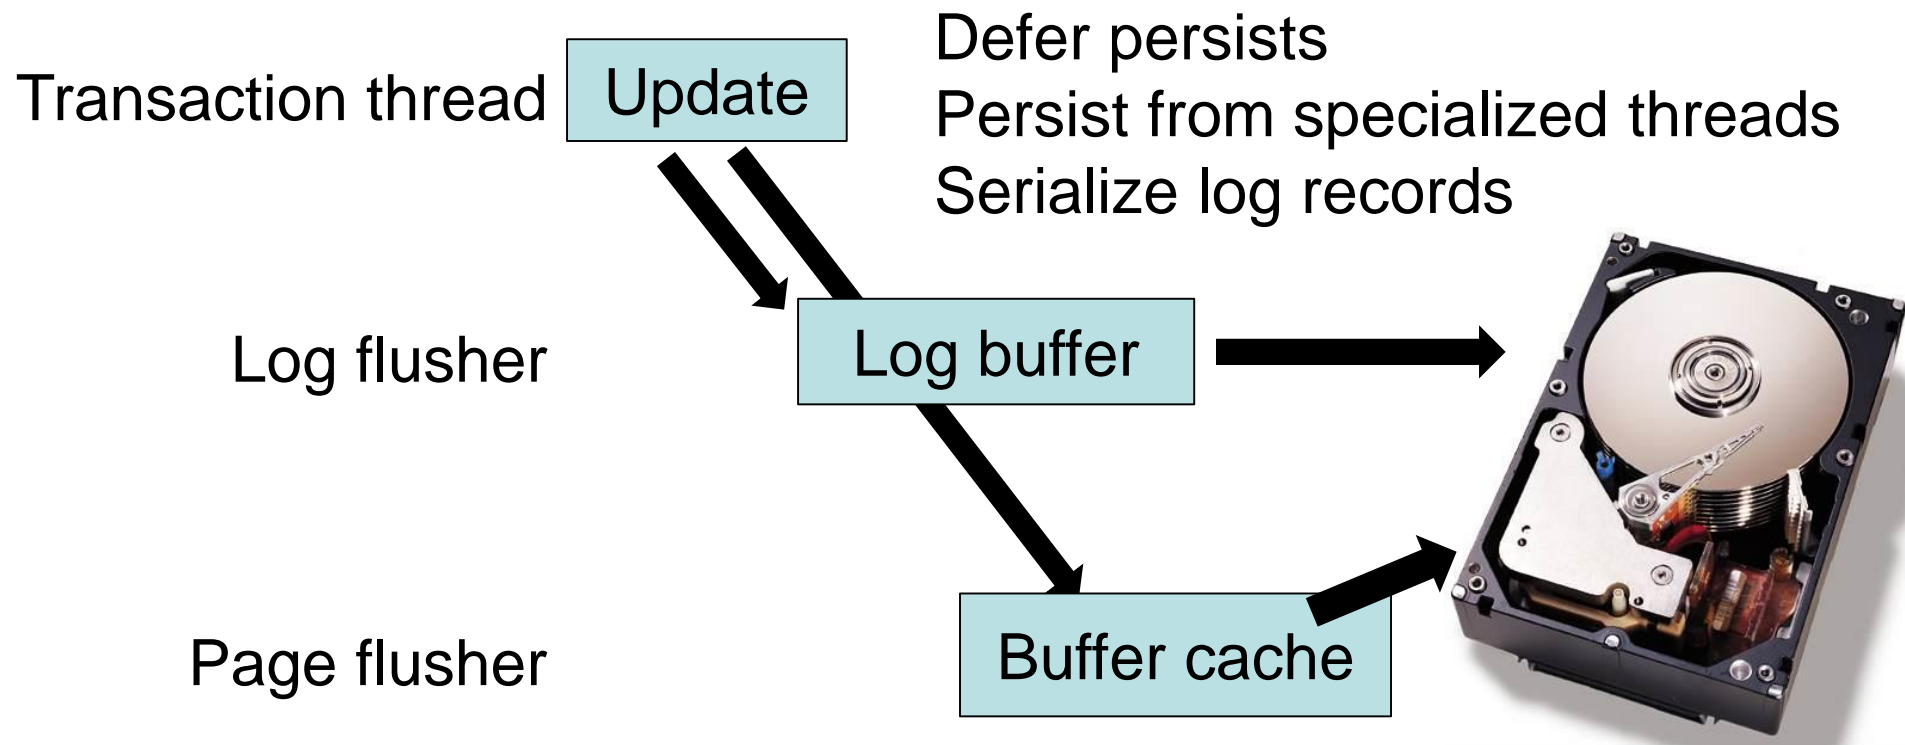 Transaction thread
Update
Defer persists
Persist from specialized threads
Serialize log records
Log flusher
Log buffer
Page flusher
Buffer cache